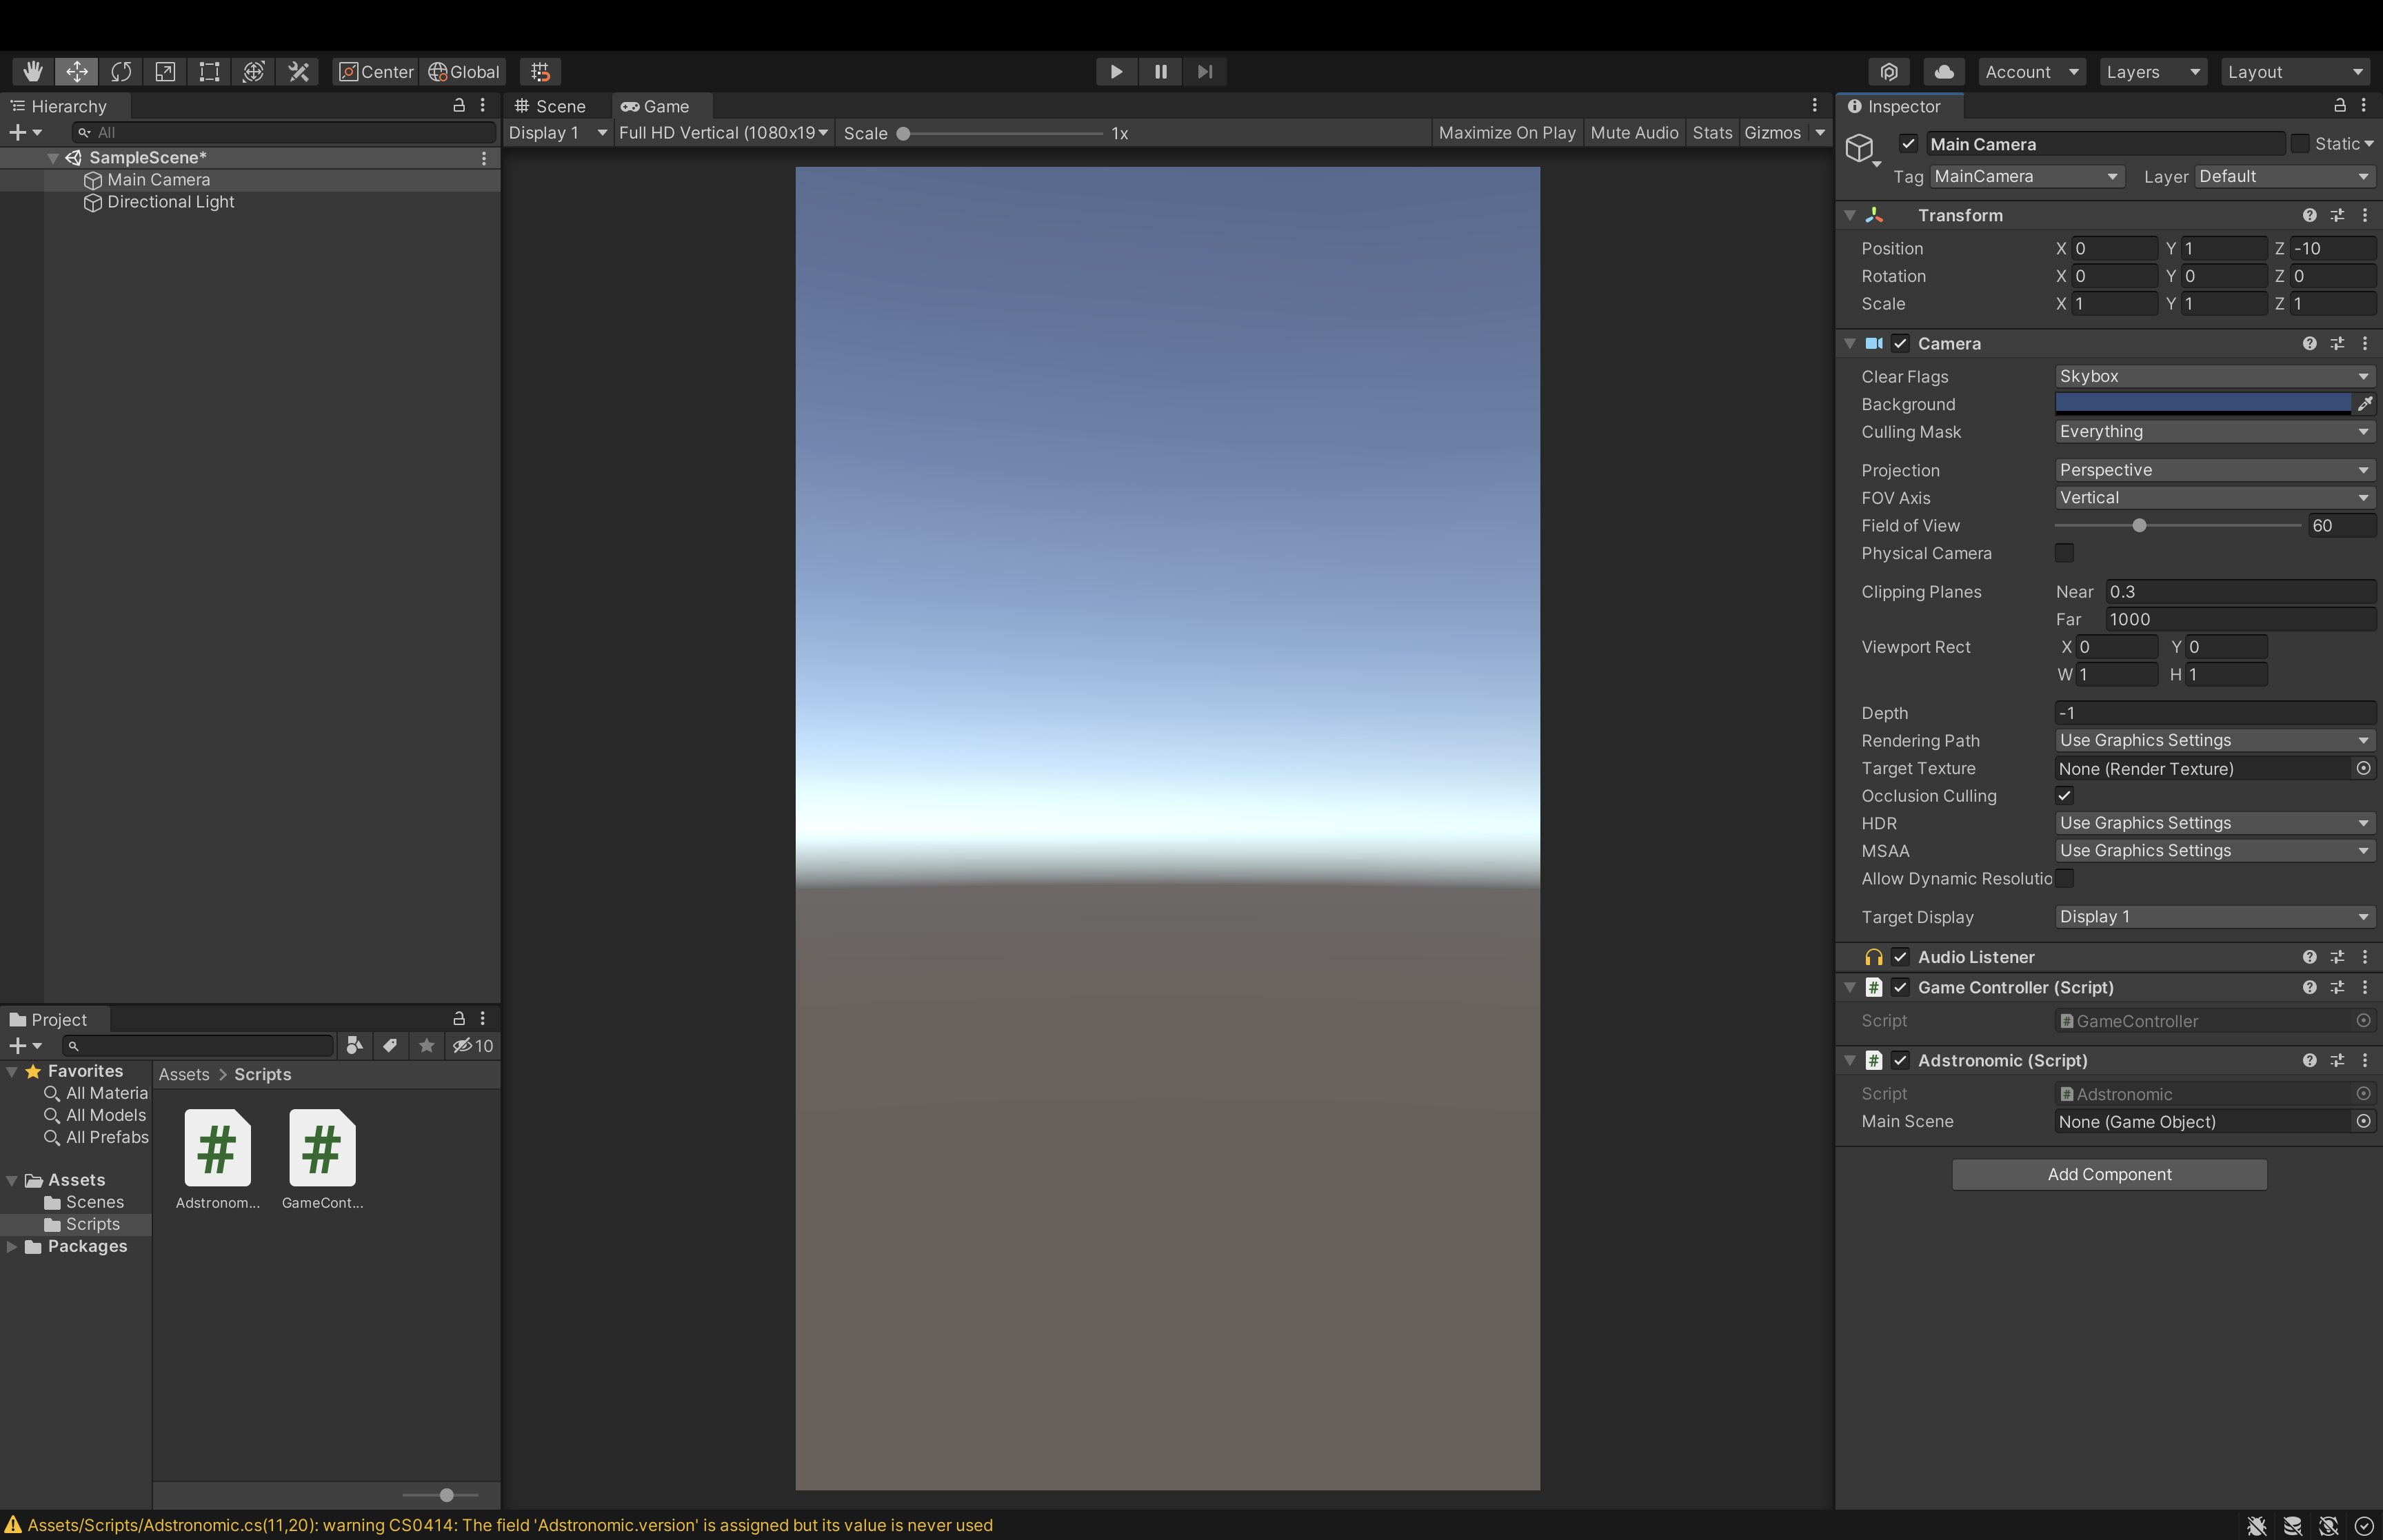 Center Global
Account Layers Layout
Hierarchy
All
SampleScene*
Main Camera
Directional Light
Scene Game
Display 1 Full HD Vertical (1080x19 Scale 1x Maximize On Play Mute Audio Stats Gizmos
Inspector
Main Camera Static
Tag MainCamera Layer Default
Transform
Position X 0 Y 1 Z -10
Rotation X 0 Y 0 Z 0
Scale X 1 Y 1 Z 1
Camera
Clear Flags Skybox
Background
Culling Mask Everything
Projection Perspective
FOV Axis Vertical
Field of View 60
Physical Camera
Clipping Planes Near 0.3
Far 1000
Viewport Rect X 0 Y 0
W 1 H 1
Depth -1
Rendering Path Use Graphics Settings
Target Texture None (Render Texture)
Occlusion Culling
HDR Use Graphics Settings
MSAA Use Graphics Settings
Allow Dynamic Resolutio
Target Display Display 1
Audio Listener
# Game Controller (Script)
Script # GameController
# Adstronomic (Script)
Script # Adstronomic
Main Scene None (Game Object)
Add Component
Project
10
Favorites
All Materia
All Models
All Prefabs
Assets
Scenes
Scripts
Packages
Assets > Scripts
# #
Adstronom... GameCont...
Assets/Scripts/Adstronomic.cs(11,20): warning CS0414: The field 'Adstronomic.version' is assigned but its value is never used